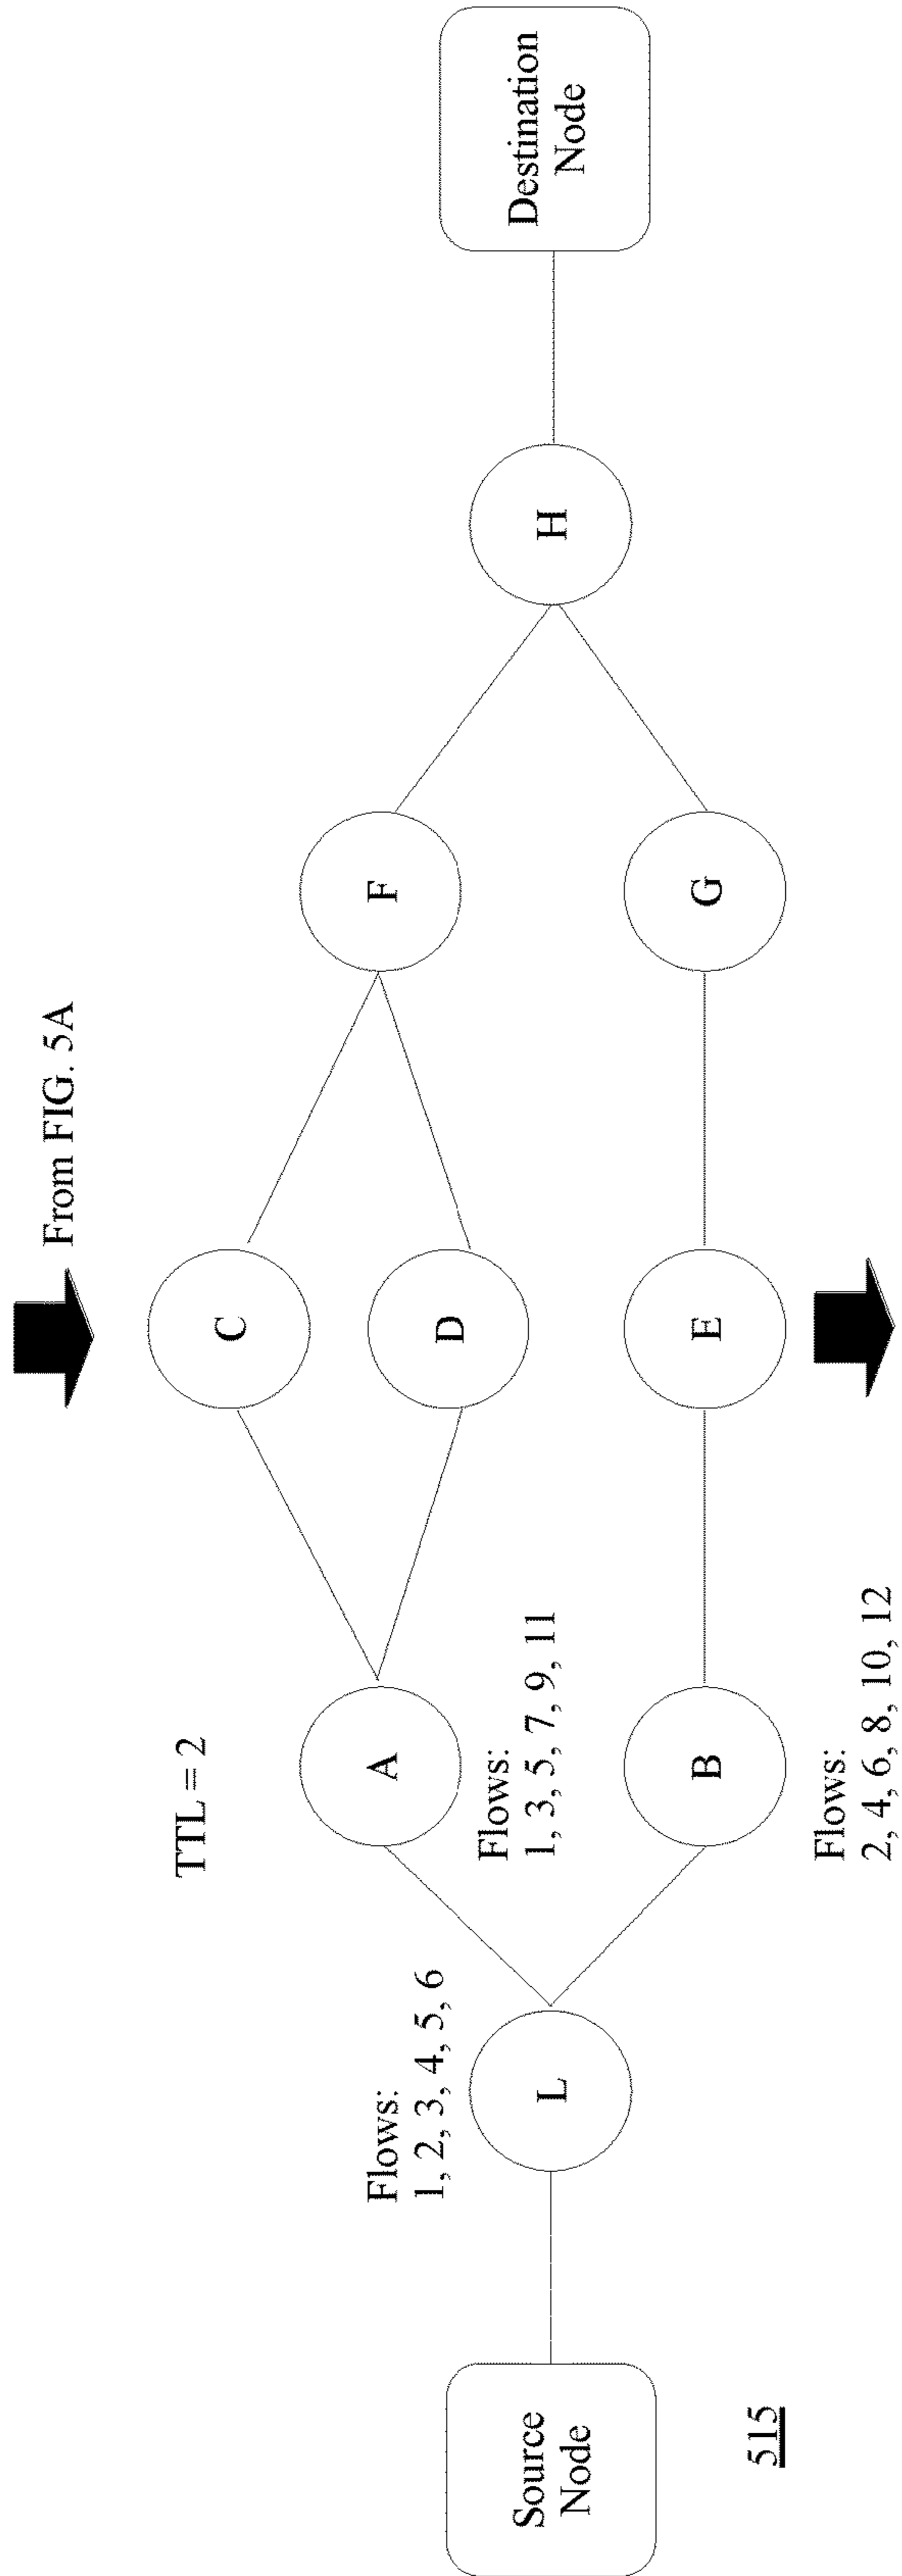 From FIG. 5A
TTL = 2
C
Flows:
1, 2, 3, 4, 5, 6
A
F
Flows:
1, 3, 5, 7, 9, 11
D
Source
Node
L
H
Destination
Node
B
E
G
Flows:
2, 4, 6, 8, 10, 12
515